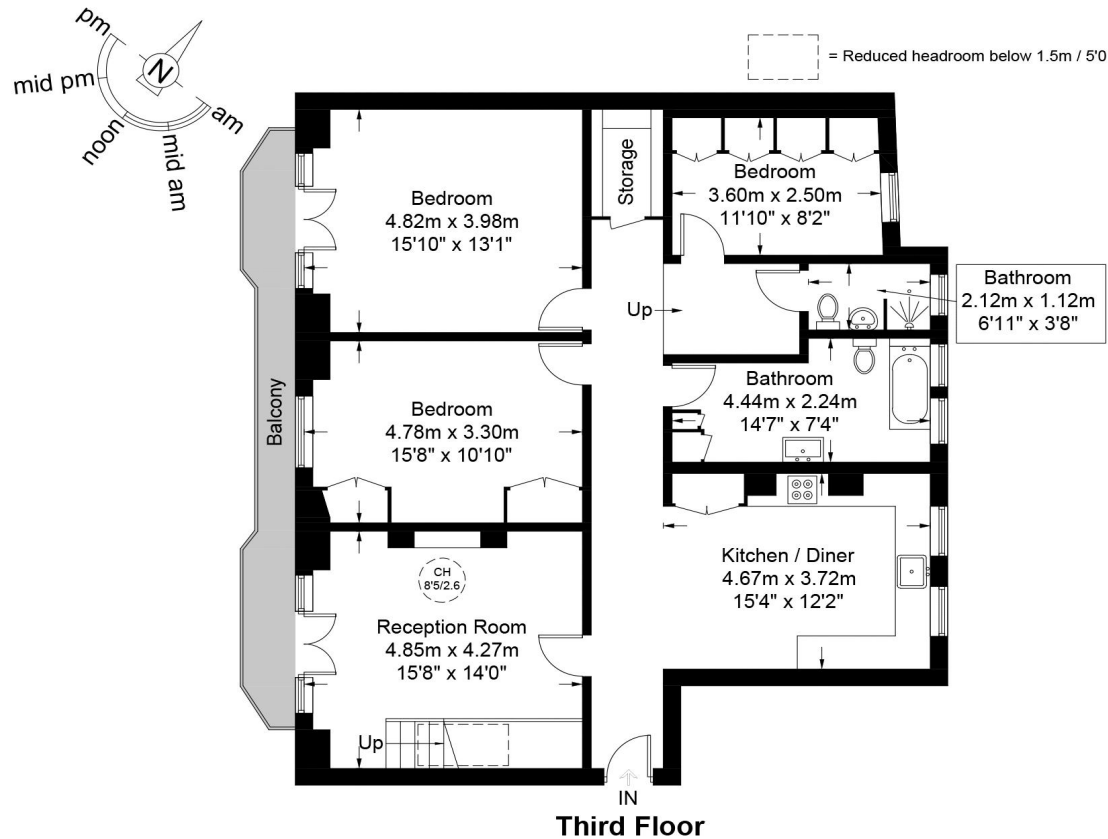 pm
mid pm
noon
mid am
am
N
= Reduced headroom below 1.5m / 5'0
Bedroom
4.82m x 3.98m
15'10" x 13'1"
Storage
Bedroom
3.60m x 2.50m
11'10" x 8'2"
Up
Bathroom
2.12m x 1.12m
6'11" x 3'8"
Balcony
Bedroom
4.78m x 3.30m
15'8" x 10'10"
Bathroom
4.44m x 2.24m
14'7" x 7'4"
CH
8'5/2.6
Reception Room
4.85m x 4.27m
15'8" x 14'0"
Kitchen / Diner
4.67m x 3.72m
15'4" x 12'2"
Up
IN
Third Floor